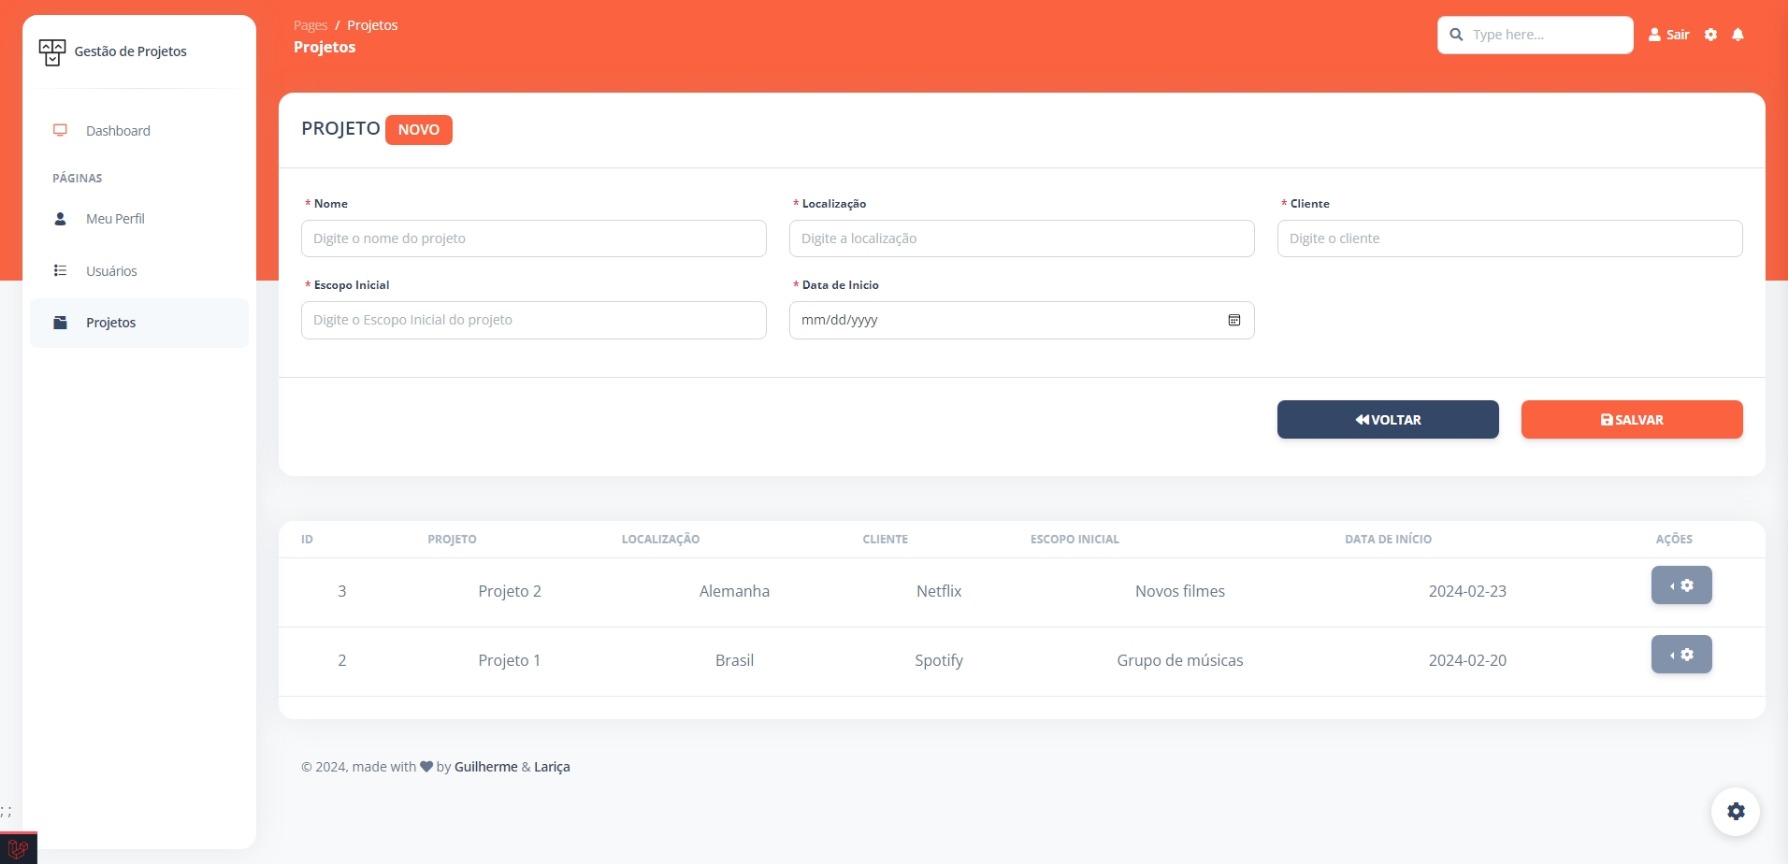 Gestão de Projetos
Dashboard
PÁGINAS
Meu Perfil
Usuários
Projetos
Pages / Projetos
Projetos
Type here...
Sair
PROJETO NOVO
* Nome
* Localização
* Cliente
Digite o nome do projeto
Digite a localização
Digite o cliente
* Escopo Inicial
* Data de Inicio
Digite o Escopo Inicial do projeto
mm/dd/yyyy
VOLTAR
SALVAR
ID PROJETO LOCALIZAÇÃO CLIENTE ESCOPO INICIAL DATA DE INÍCIO AÇÕES
3 Projeto 2 Alemanha Netflix Novos filmes 2024-02-23
2 Projeto 1 Brasil Spotify Grupo de músicas 2024-02-20
© 2024, made with by Guilherme & Lariça
; ;